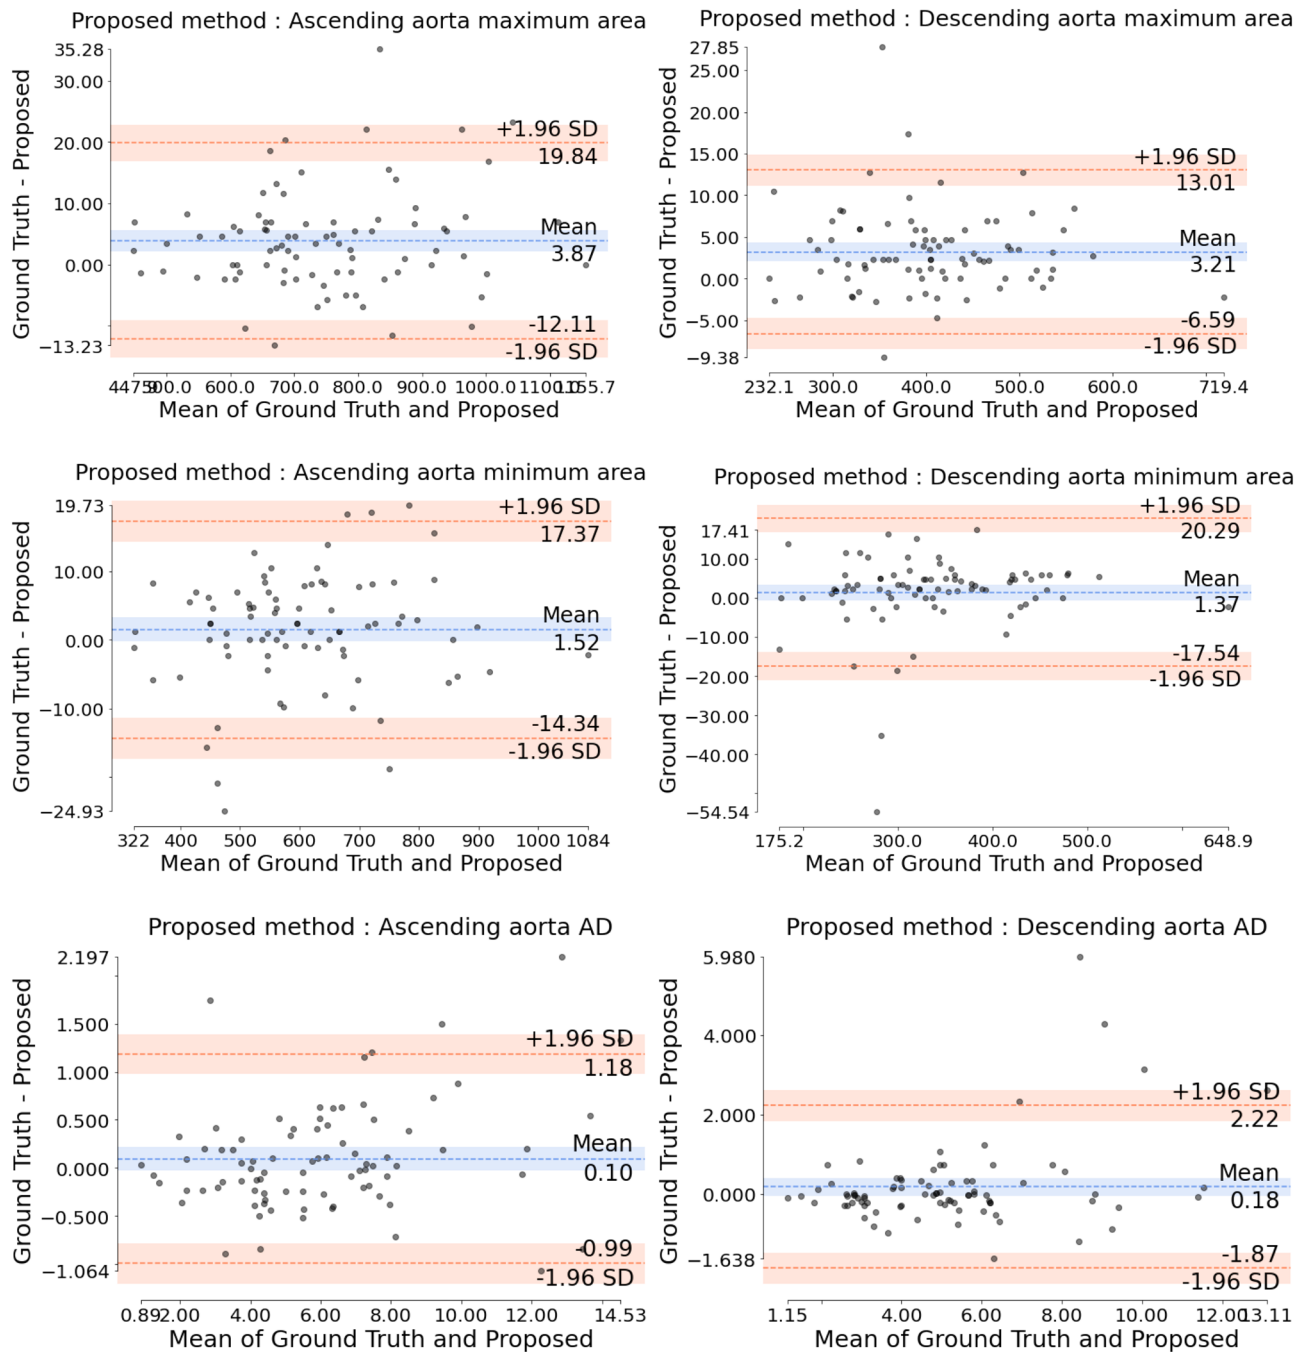 Proposed method : Ascending aorta maximum area
35.28
30.00
20.00
10.00
0.00
−13.23
Ground Truth - Proposed
+1.96 SD
19.84
Mean
3.87
-12.11
-1.96 SD
600.0 700.0 800.0 900.0 1000.0
Mean of Ground Truth and Proposed
Proposed method : Descending aorta maximum area
27.85
25.00
20.00
15.00
10.00
5.00
0.00
−5.00
−9.38
Ground Truth - Proposed
+1.96 SD
13.01
Mean
3.21
-6.59
-1.96 SD
232.1 300.0 400.0 500.0 600.0 719.4
Mean of Ground Truth and Proposed
Proposed method : Ascending aorta minimum area
19.73
10.00
0.00
−10.00
−24.93
Ground Truth - Proposed
+1.96 SD
17.37
Mean
1.52
-14.34
-1.96 SD
322 400 500 600 700 800 900 1000 1084
Mean of Ground Truth and Proposed
Proposed method : Descending aorta minimum area
17.41
10.00
0.00
−10.00
−20.00
−30.00
−40.00
−54.54
Ground Truth - Proposed
+1.96 SD
20.29
Mean
1.37
-17.54
-1.96 SD
175.2 300.0 400.0 500.0 648.9
Mean of Ground Truth and Proposed
Proposed method : Ascending aorta AD
2.197
1.500
1.000
0.500
0.000
−0.500
−1.064
Ground Truth - Proposed
+1.96 SD
1.18
Mean
0.10
-0.99
-1.96 SD
0.892 2.00 4.00 6.00 8.00 10.00 12.00 14.53
Mean of Ground Truth and Proposed
Proposed method : Descending aorta AD
5.980
4.000
2.000
0.000
−1.638
Ground Truth - Proposed
+1.96 SD
2.22
Mean
0.18
-1.87
-1.96 SD
1.15 4.00 6.00 8.00 10.00 12.00 13.11
Mean of Ground Truth and Proposed